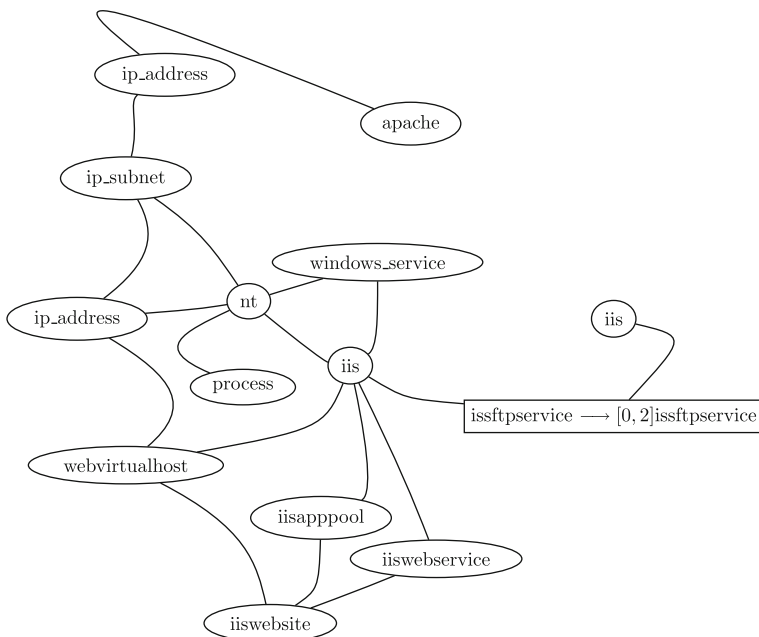 ip_address
apache
ip_subnet
windows_service
nt
ip_address
iis
iis
process
issftpservice ⟶ [0, 2]issftpservice
webvirtualhost
iisapppool
iiswebservice
iiswebsite